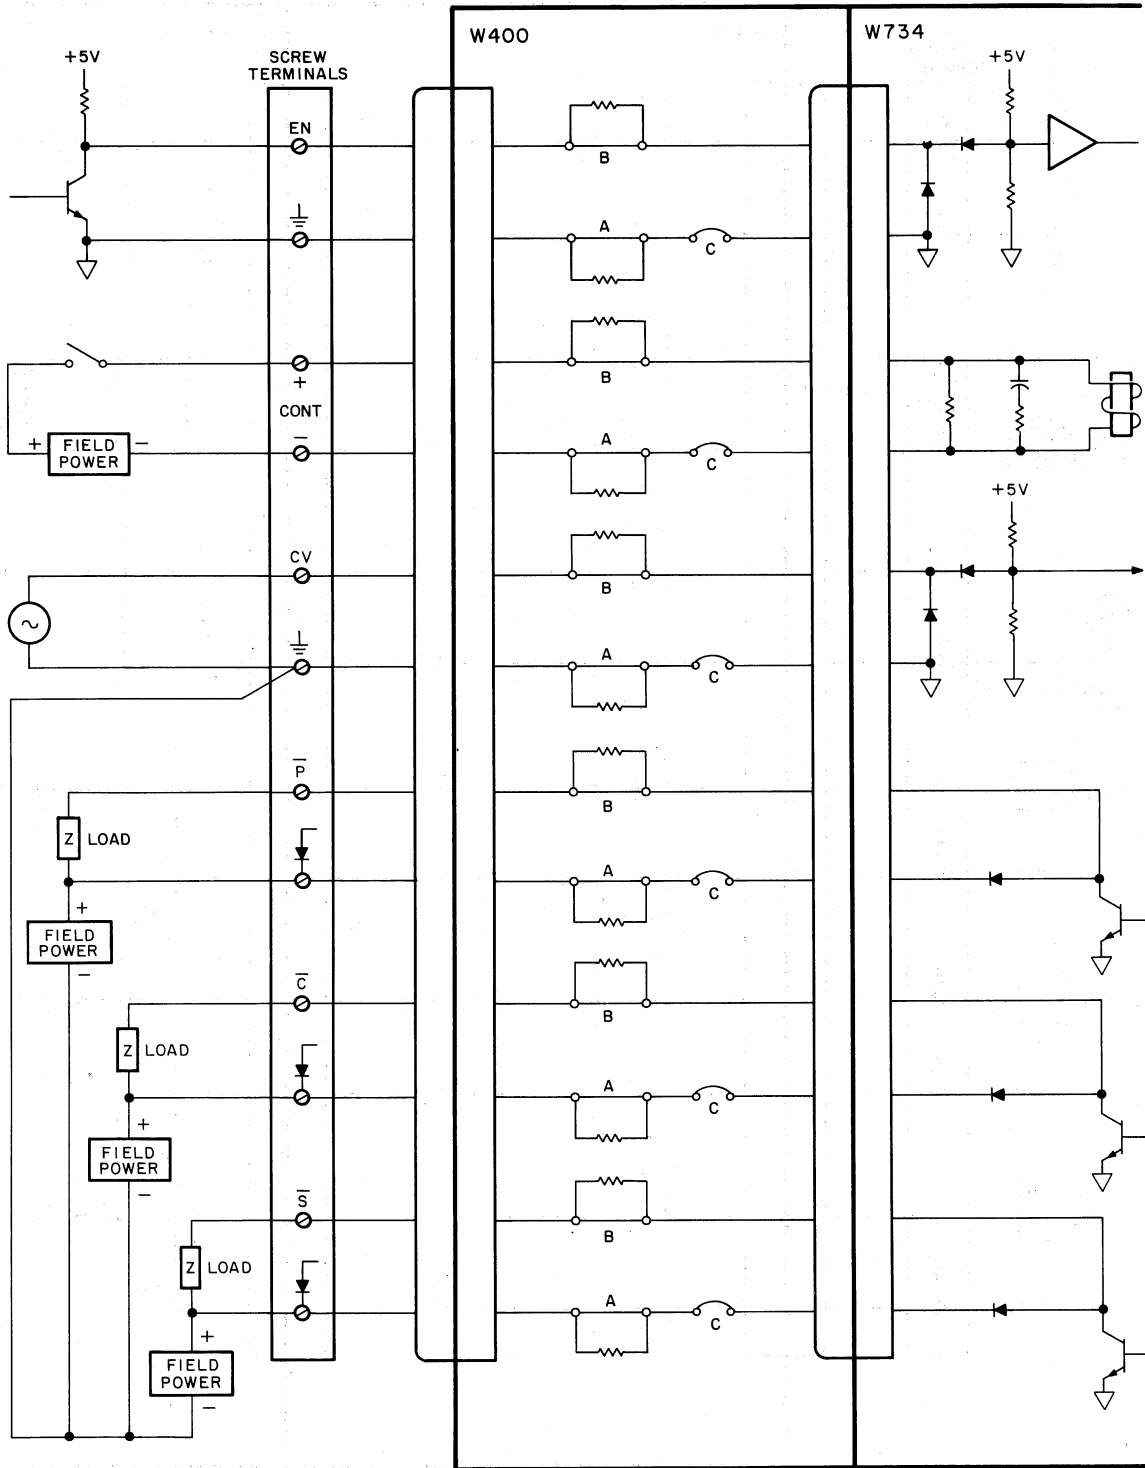 W400
W734
+5V
SCREW
TERMINALS
+5V
EN
B
A
C
B
+
CONT
A
+
FIELD
POWER
−
−
C
+5V
B
CV
B
∼
A
C
B
P̅
Z LOAD
A
C
+
FIELD
POWER
−
B
C̅
Z LOAD
A
C
+
FIELD
POWER
−
B
S̅
Z LOAD
A
C
+
FIELD
POWER
−